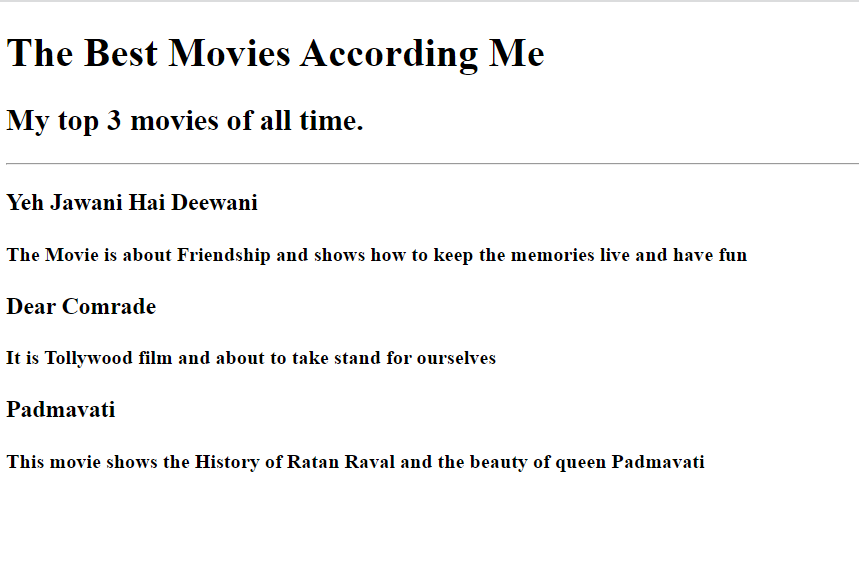 The Best Movies According Me
My top 3 movies of all time.
Yeh Jawani Hai Deewani
The Movie is about Friendship and shows how to keep the memories live and have fun
Dear Comrade
It is Tollywood film and about to take stand for ourselves
Padmavati
This movie shows the History of Ratan Raval and the beauty of queen Padmavati